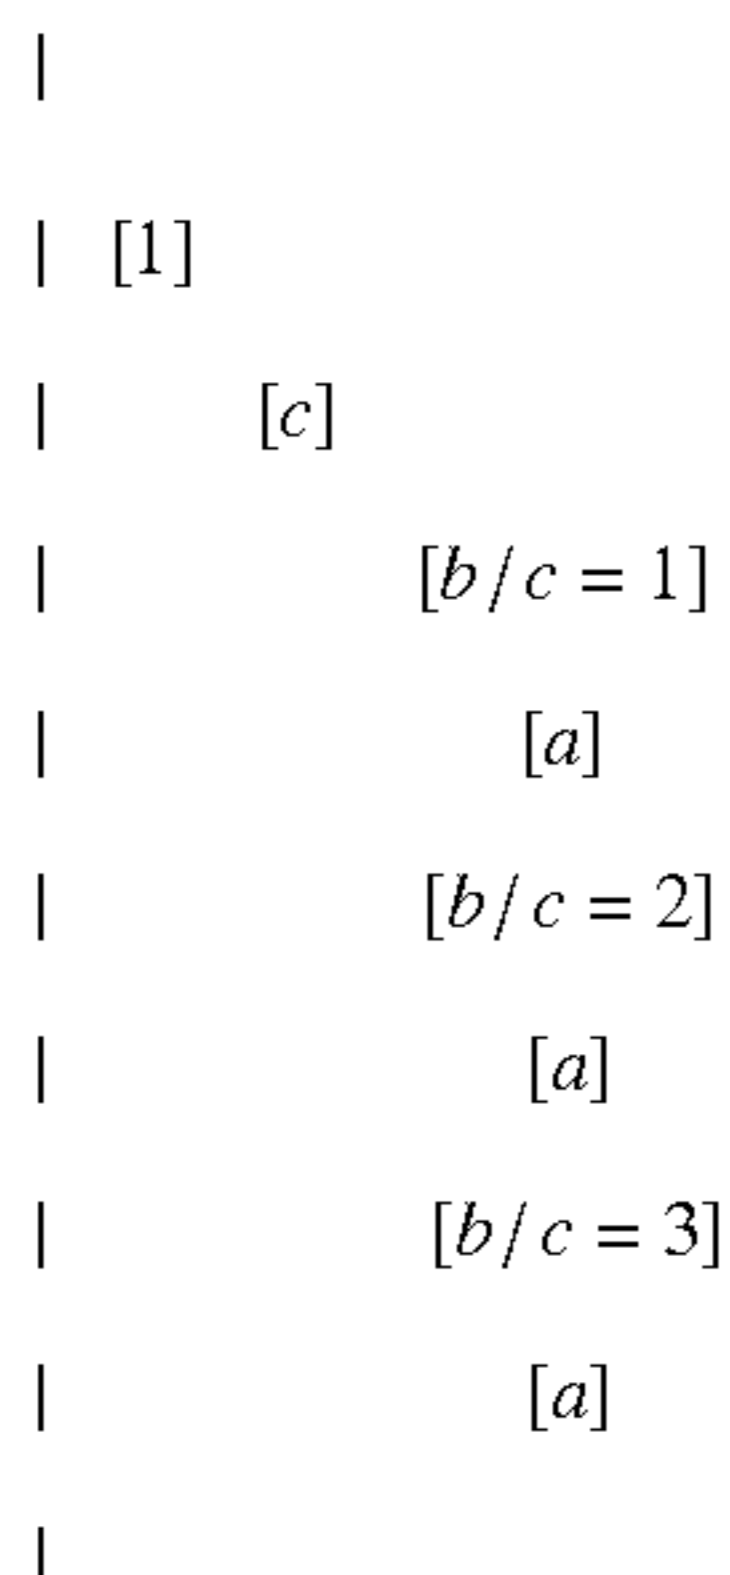 |
| [1]
| [c]
| [b/c = 1]
| [a]
| [b/c = 2]
| [a]
| [b/c = 3]
| [a]
|